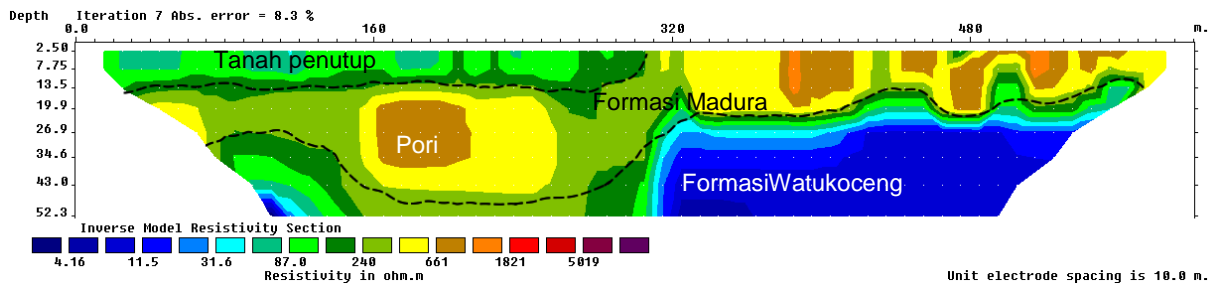 Depth Iteration 7 Abs. error = 8.3 %
0.0 160 320 480 m.
2.50
7.75
13.5
19.9
26.9
34.6
43.0
52.3
Tanah penutup
Formasi Madura
Pori
FormasiWatukoceng
Inverse Model Resistivity Section
4.16 11.5 31.6 87.0 240 661 1821 5019
Resistivity in ohm.m
Unit electrode spacing is 10.0 m.